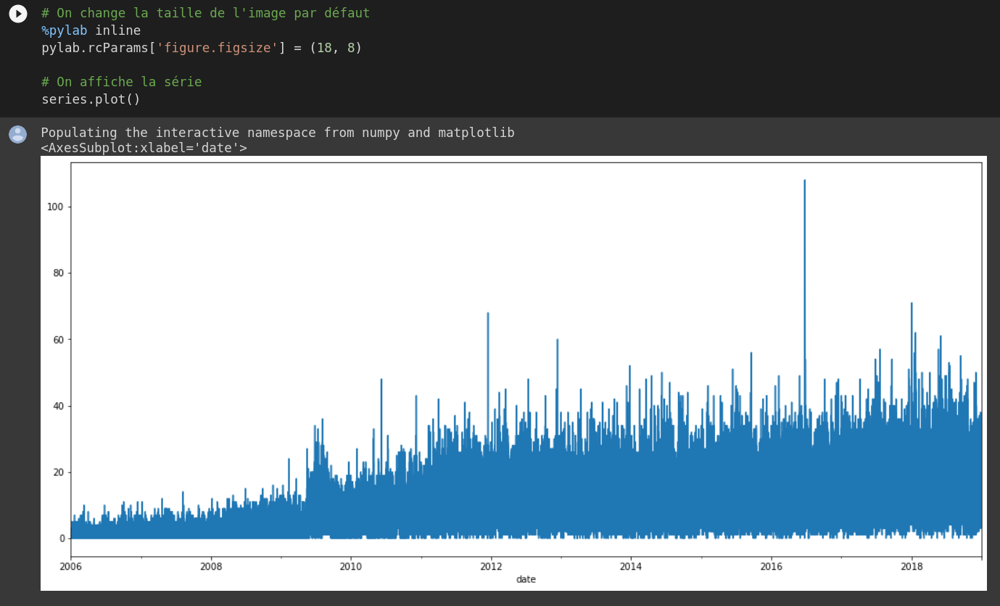 # On change la taille de l'image par défaut
%pylab inline
pylab.rcParams['figure.figsize'] = (18, 8)
# On affiche la série
series.plot()
Populating the interactive namespace from numpy and matplotlib
<AxesSubplot:xlabel='date'>
100
80
60
40
20
0
2006 2008 2010 2012 2014 2016 2018
date